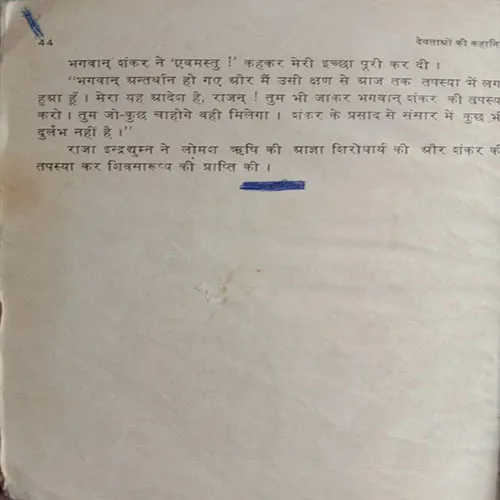 44
देवताओं की कहानि
भगवान् शंकर ने 'एवमस्तु !' कहकर मेरी इच्छा पूरी कर दी ।
"भगवान् अन्तर्धान हो गए और मैं उसी क्षण से आज तक तपस्या में लग
हुआ हूँ । मेरा यह आदेश है, राजन् ! तुम भी जाकर भगवान् शंकर की तपस्य
करो । तुम जो-कुछ चाहोगे वही मिलेगा । शंकर के प्रसाद से संसार में कुछ भी
दुर्लभ नहीं है ।"
राजा इन्द्रद्युम्न ने लोमश ऋषि की आज्ञा शिरोधार्य की और शंकर की
तपस्या कर शिवसारूप्य की प्राप्ति की ।